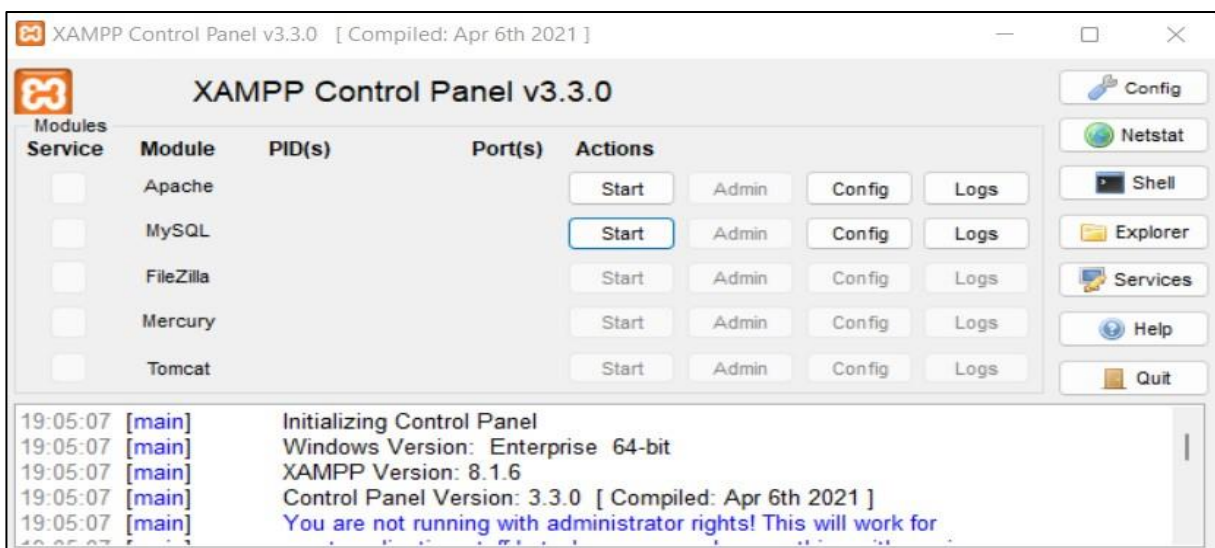 XAMPP Control Panel v3.3.0 [ Compiled: Apr 6th 2021 ]
XAMPP Control Panel v3.3.0
Config
Modules
Service Module PID(s) Port(s) Actions
Netstat
Apache Start Admin Config Logs
Shell
MySQL Start Admin Config Logs
Explorer
FileZilla Start Admin Config Logs
Services
Mercury Start Admin Config Logs
Help
Tomcat Start Admin Config Logs
Quit
19:05:07 [main] Initializing Control Panel
19:05:07 [main] Windows Version: Enterprise 64-bit
19:05:07 [main] XAMPP Version: 8.1.6
19:05:07 [main] Control Panel Version: 3.3.0 [ Compiled: Apr 6th 2021 ]
19:05:07 [main] You are not running with administrator rights! This will work for